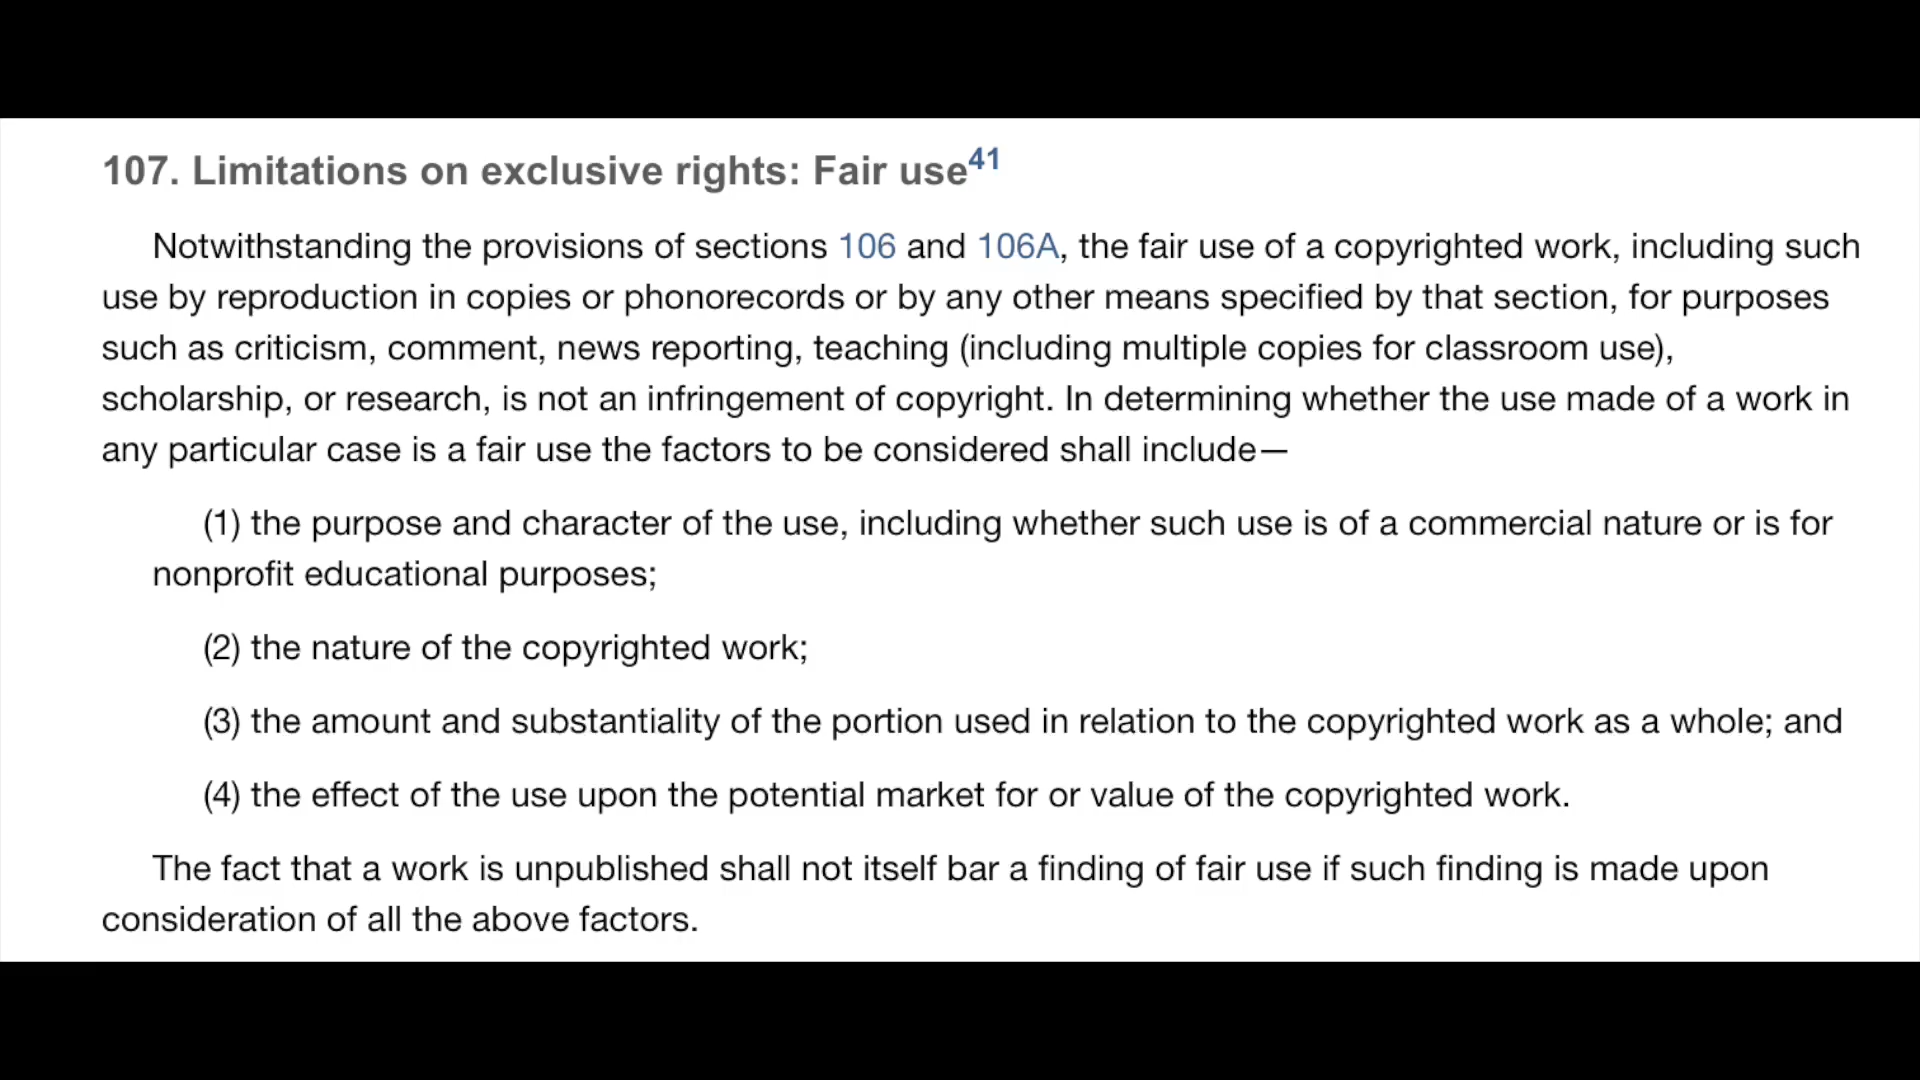 107. Limitations on exclusive rights: Fair use41
Notwithstanding the provisions of sections 106 and 106A, the fair use of a copyrighted work, including such
use by reproduction in copies or phonorecords or by any other means specified by that section, for purposes
such as criticism, comment, news reporting, teaching (including multiple copies for classroom use),
scholarship, or research, is not an infringement of copyright. In determining whether the use made of a work in
any particular case is a fair use the factors to be considered shall include—
(1) the purpose and character of the use, including whether such use is of a commercial nature or is for
nonprofit educational purposes;
(2) the nature of the copyrighted work;
(3) the amount and substantiality of the portion used in relation to the copyrighted work as a whole; and
(4) the effect of the use upon the potential market for or value of the copyrighted work.
The fact that a work is unpublished shall not itself bar a finding of fair use if such finding is made upon
consideration of all the above factors.